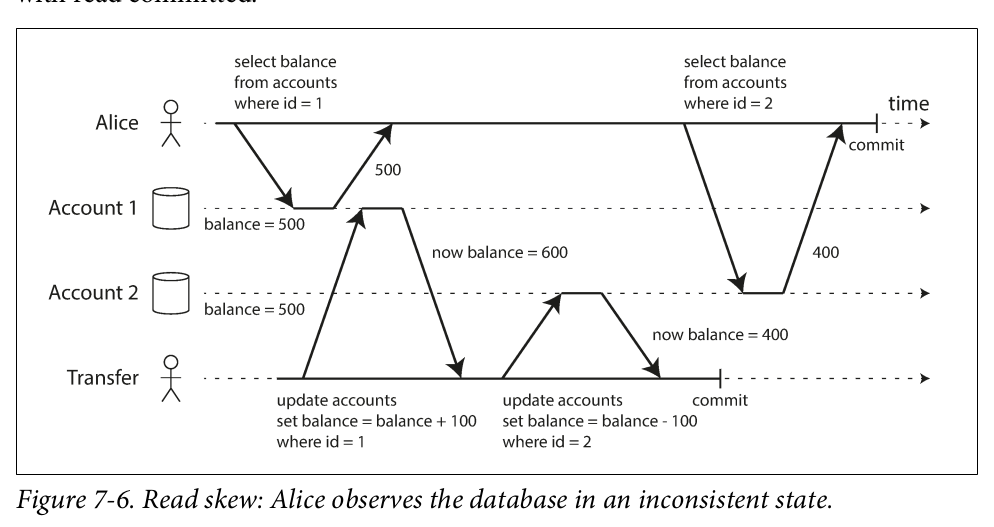 with read committed.
select balance
from accounts
where id = 1
select balance
from accounts
where id = 2
time
Alice
commit
500
Account 1
balance = 500
now balance = 600
400
Account 2
balance = 500
now balance = 400
Transfer
update accounts
set balance = balance + 100
where id = 1
update accounts
set balance = balance - 100
where id = 2
commit
Figure 7-6. Read skew: Alice observes the database in an inconsistent state.